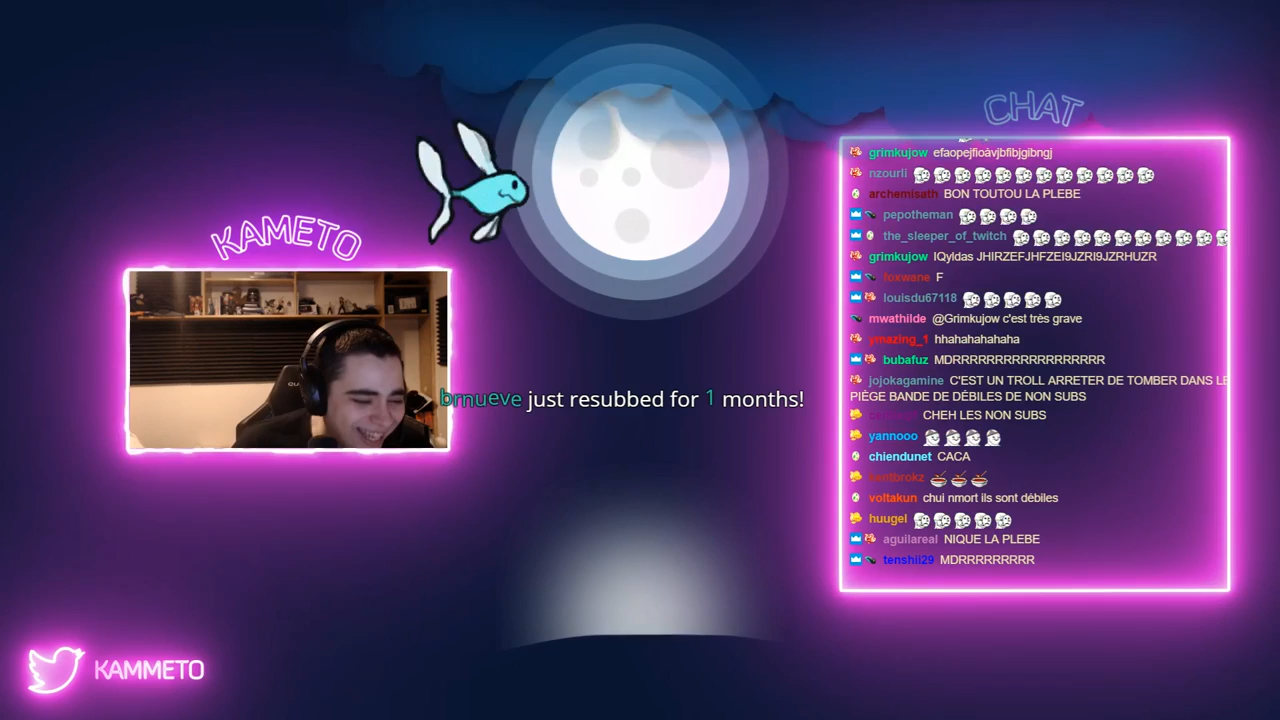 CHAT
grimkujow efaopejfioàvjbfibjgibngj
nzourli
archemisath BON TOUTOU LA PLEBE
pepotheman
the_sleeper_of_twitch
KAMETO
grimkujow IQyldas JHIRZEFJHFZEI9JZRI9JZRHUZR
foxwane F
louisdu67118
mwathilde @Grimkujow c'est très grave
ymazing_1 hhahahahahaha
bubafuz MDRRRRRRRRRRRRRRRRRR
jojokagamine C'EST UN TROLL ARRETER DE TOMBER DANS LE
PIÈGE BANDE DE DÉBILES DE NON SUBS
brnueve just resubbed for 1 months!
CHEH LES NON SUBS
yannooo
chiendunet CACA
voltakun chui nmort ils sont débiles
huugel
aguilareal NIQUE LA PLEBE
tenshii29 MDRRRRRRRRR
KAMMETO